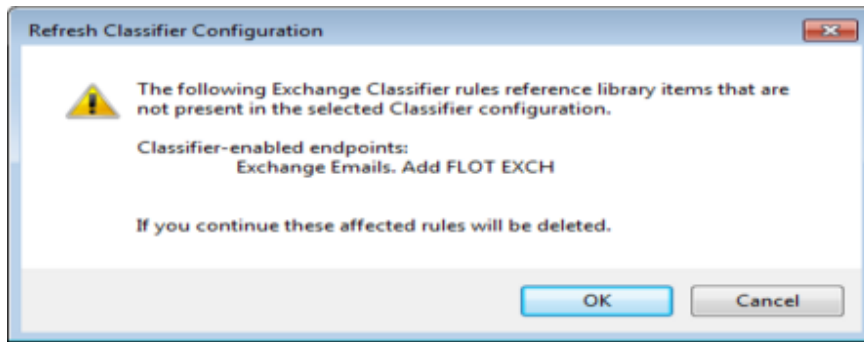 Refresh Classifier Configuration
The following Exchange Classifier rules reference library items that are
not present in the selected Classifier configuration.
Classifier-enabled endpoints:
Exchange Emails. Add FLOT EXCH
If you continue these affected rules will be deleted.
OK Cancel